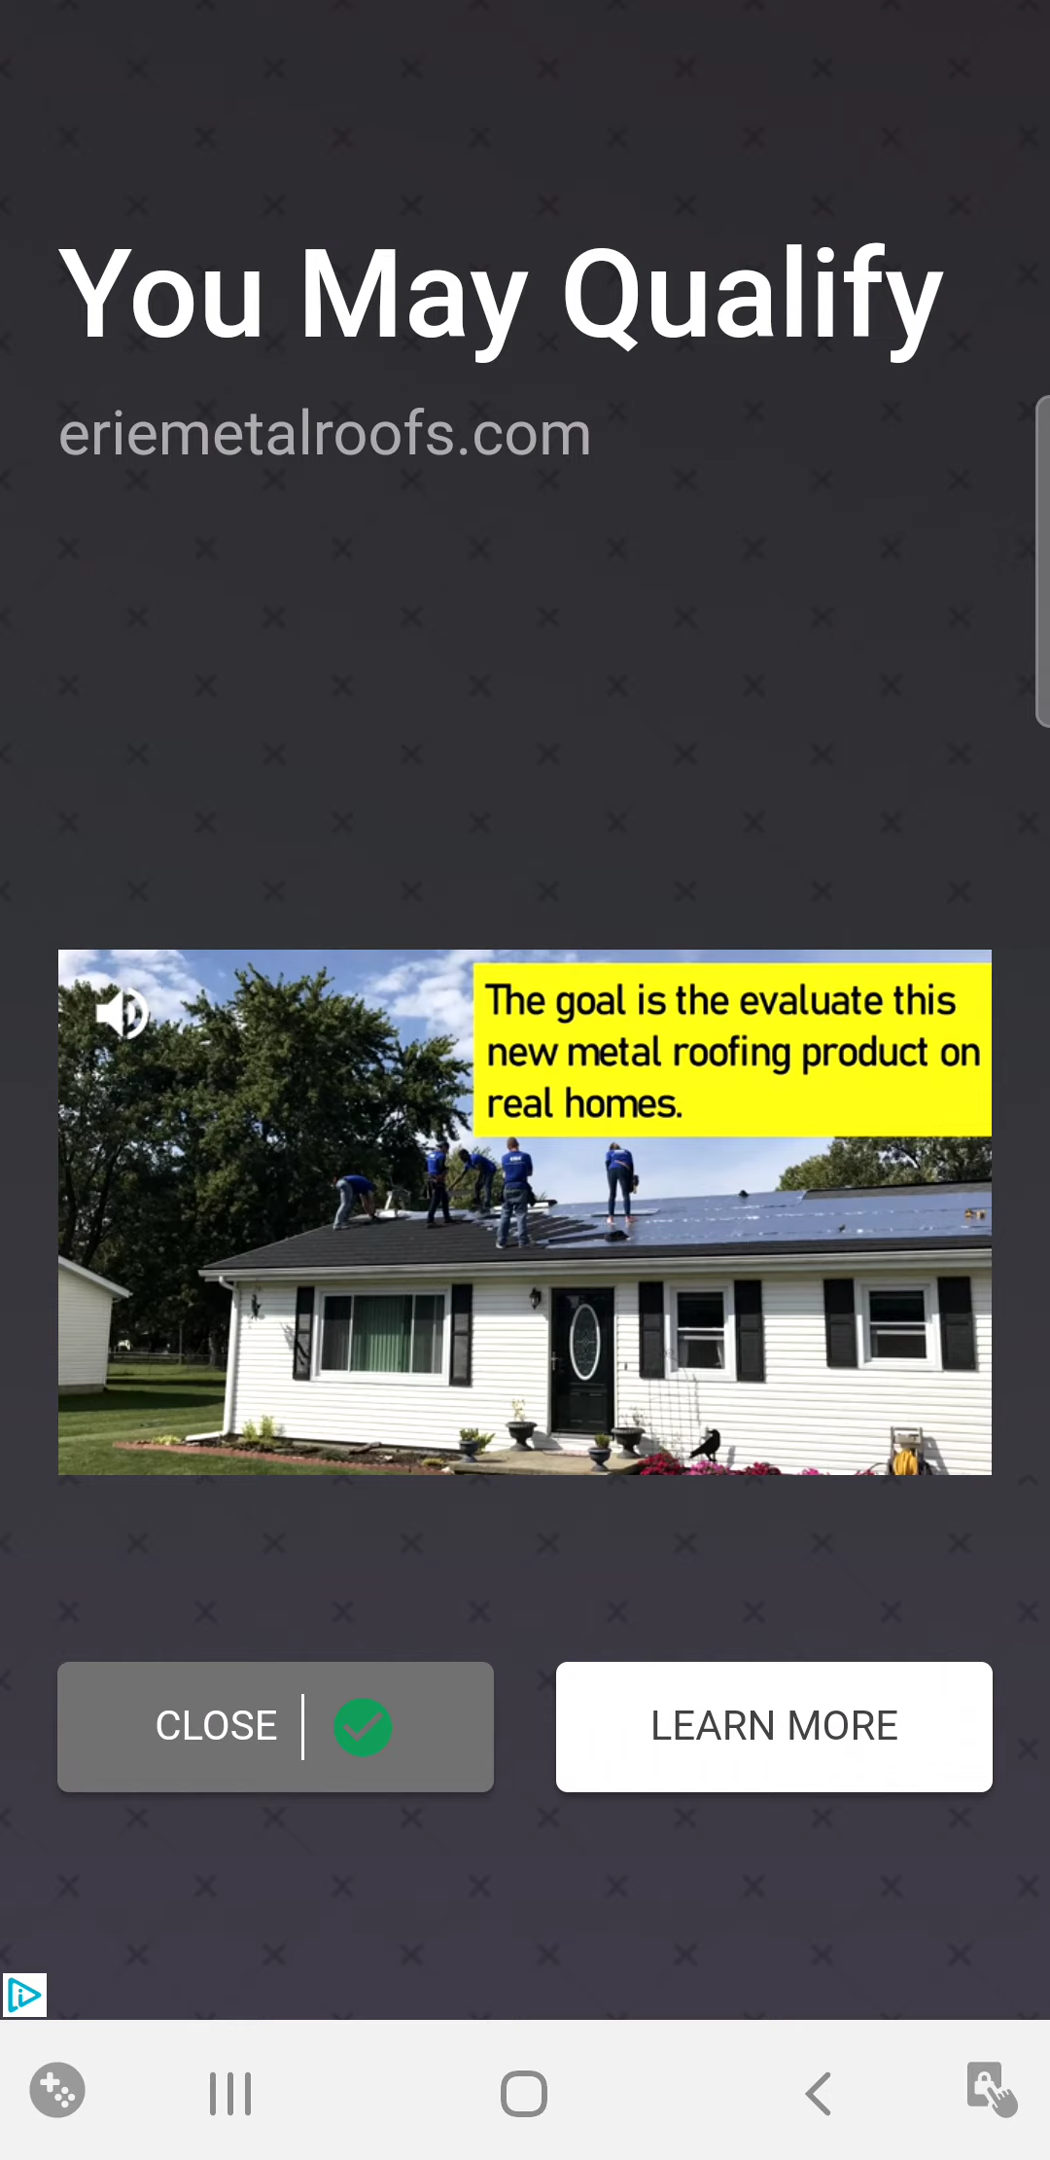 You May Qualify
eriemetalroofs.com
The goal is the evaluate this
new metal roofing product on
real homes.
CLOSE
LEARN MORE